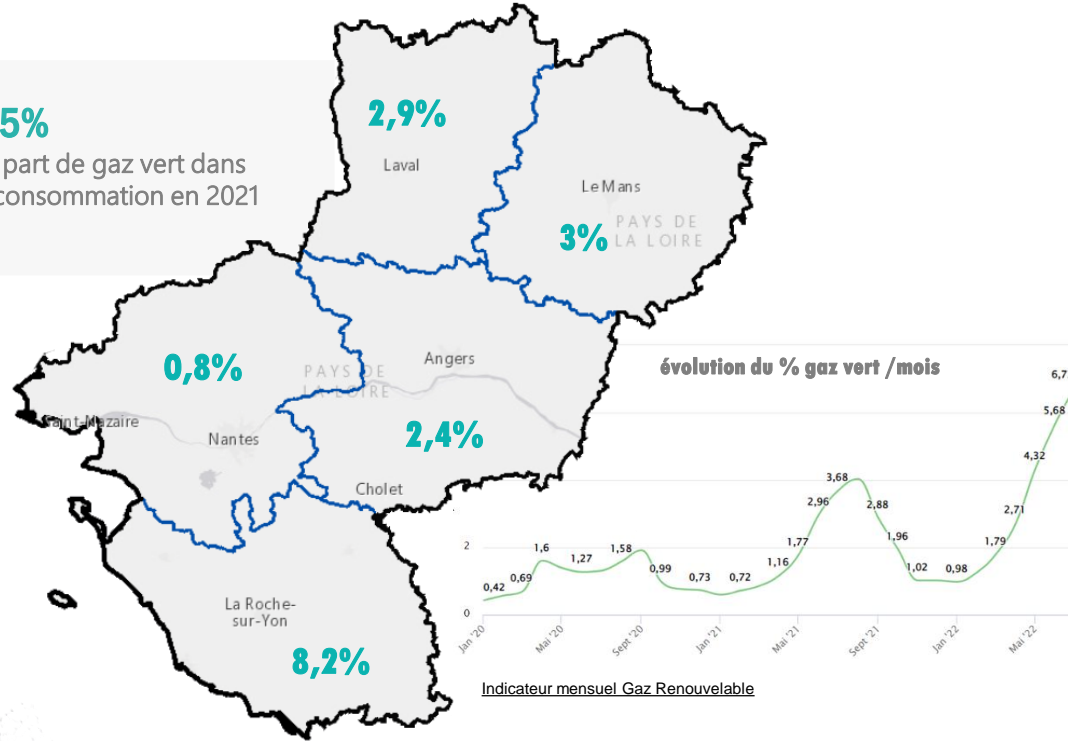 5%
part de gaz vert dans
consommation en 2021
2,9%
Laval
Le Mans
PAYS DE
LA LOIRE
3%
0,8%
PAYS DE
LA LOIRE
Angers
Saint-Nazaire
Nantes
2,4%
Cholet
La Roche-
sur-Yon
8,2%
évolution du % gaz vert /mois
6,7
5,68
4,32
3,68
2,96
2,88
2,71
1,96
1,79
1,77
2
1,6
1,58
1,27
1,16
1,02
0,99
0,98
0,69
0,73
0,72
0,42
0
Jan '20
Mai '20
Sept '20
Jan '21
Mai '21
Sept '21
Jan '22
Mai '22
Indicateur mensuel Gaz Renouvelable